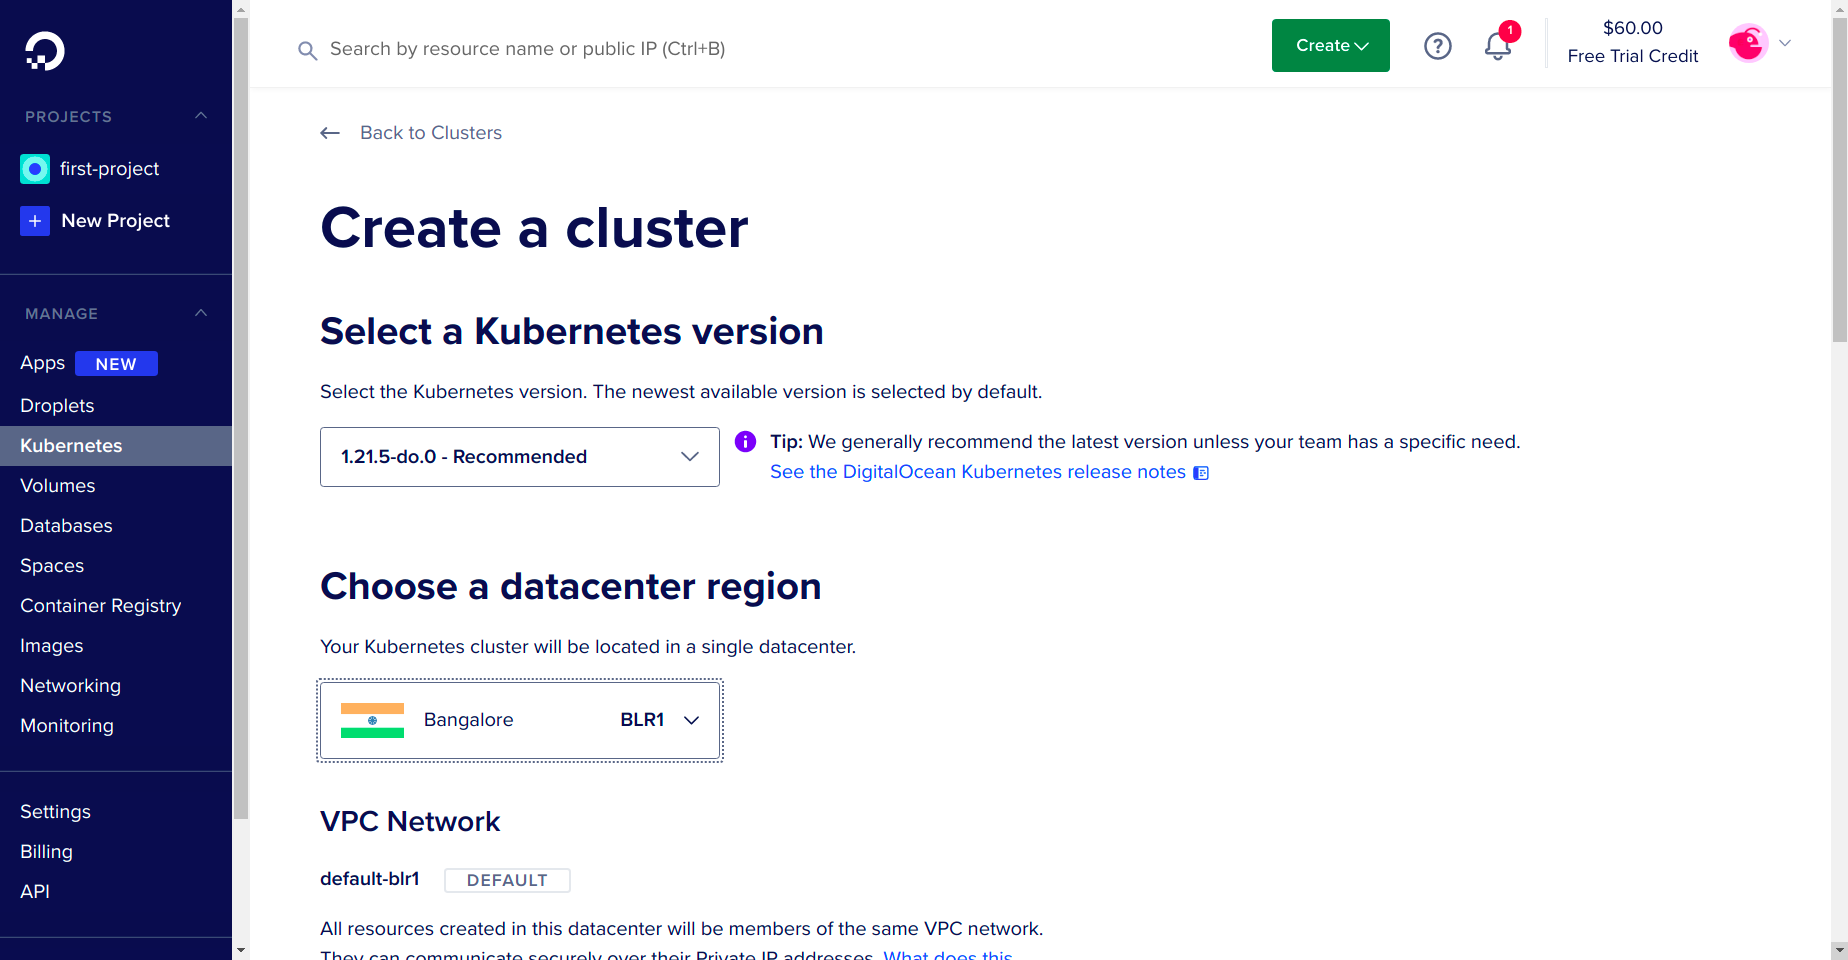 Search by resource name or public IP (Ctrl+B)
Create
1
$60.00
Free Trial Credit
PROJECTS
first-project
+ New Project
MANAGE
Apps NEW
Droplets
Kubernetes
Volumes
Databases
Spaces
Container Registry
Images
Networking
Monitoring
Settings
Billing
API
Back to Clusters
Create a cluster
Select a Kubernetes version
Select the Kubernetes version. The newest available version is selected by default.
1.21.5-do.0 - Recommended
Tip: We generally recommend the latest version unless your team has a specific need.
See the DigitalOcean Kubernetes release notes
Choose a datacenter region
Your Kubernetes cluster will be located in a single datacenter.
Bangalore BLR1
VPC Network
default-blr1 DEFAULT
All resources created in this datacenter will be members of the same VPC network.
They can communicate securely over their Private IP addresses. What does this